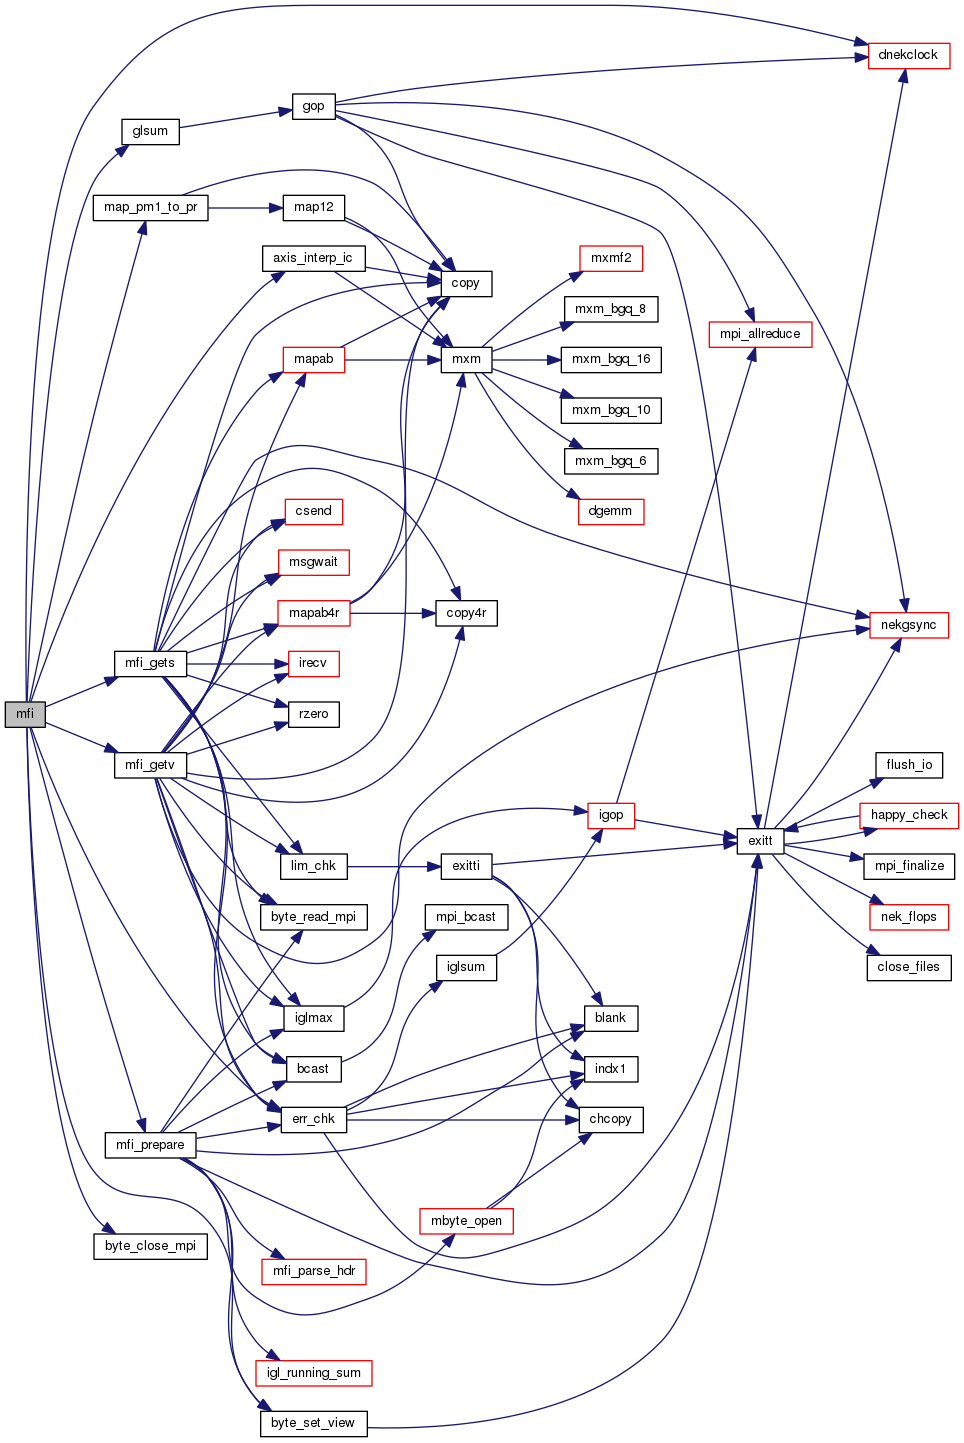 dnekclock
gop
glsum
map_pm1_to_pr
map12
axis_interp_ic
mxmf2
copy
mxm_bgq_8
mpi_allreduce
mapab
mxm
mxm_bgq_16
mxm_bgq_10
mxm_bgq_6
csend
dgemm
msgwait
mapab4r
copy4r
nekgsync
mfi_gets
irecv
mfi
rzero
mfi_getv
flush_io
igop
happy_check
exitt
lim_chk
exitti
mpi_finalize
byte_read_mpi
mpi_bcast
nek_flops
iglsum
close_files
iglmax
blank
bcast
indx1
err_chk
chcopy
mfi_prepare
mbyte_open
byte_close_mpi
mfi_parse_hdr
igl_running_sum
byte_set_view